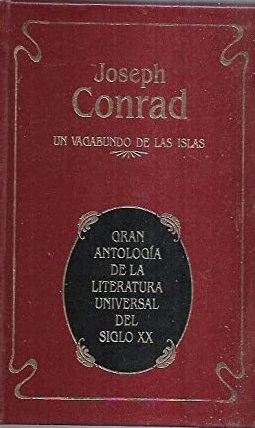 Joseph
Conrad
UN VAGABUNDO DE LAS ISLAS
GRAN
ANTOLOGÍA
DE LA
LITERATURA
UNIVERSAL
DEL
SIGLO XX